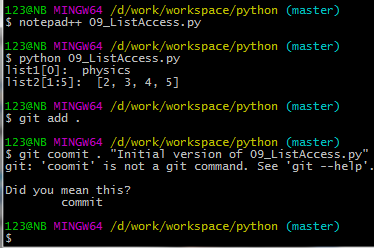 123@NB MINGW64 /d/work/workspace/python (master)
$ notepad++ 09_ListAccess.py
123@NB MINGW64 /d/work/workspace/python (master)
$ python 09_ListAccess.py
list1[0]:  physics
list2[1:5]:  [2, 3, 4, 5]
123@NB MINGW64 /d/work/workspace/python (master)
$ git add .
123@NB MINGW64 /d/work/workspace/python (master)
$ git coomit . "Initial version of 09_ListAccess.py"
git: 'coomit' is not a git command. See 'git --help'.
Did you mean this?
commit
123@NB MINGW64 /d/work/workspace/python (master)
$